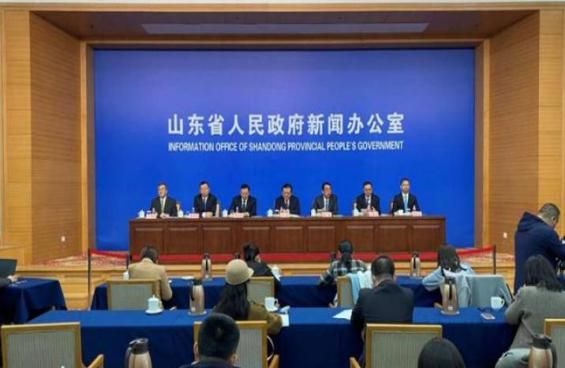 山东省人民政府新闻办公室
INFORMATION OFFICE OF SHANDONG PROVINCIAL PEOPLE'S GOVERNMENT